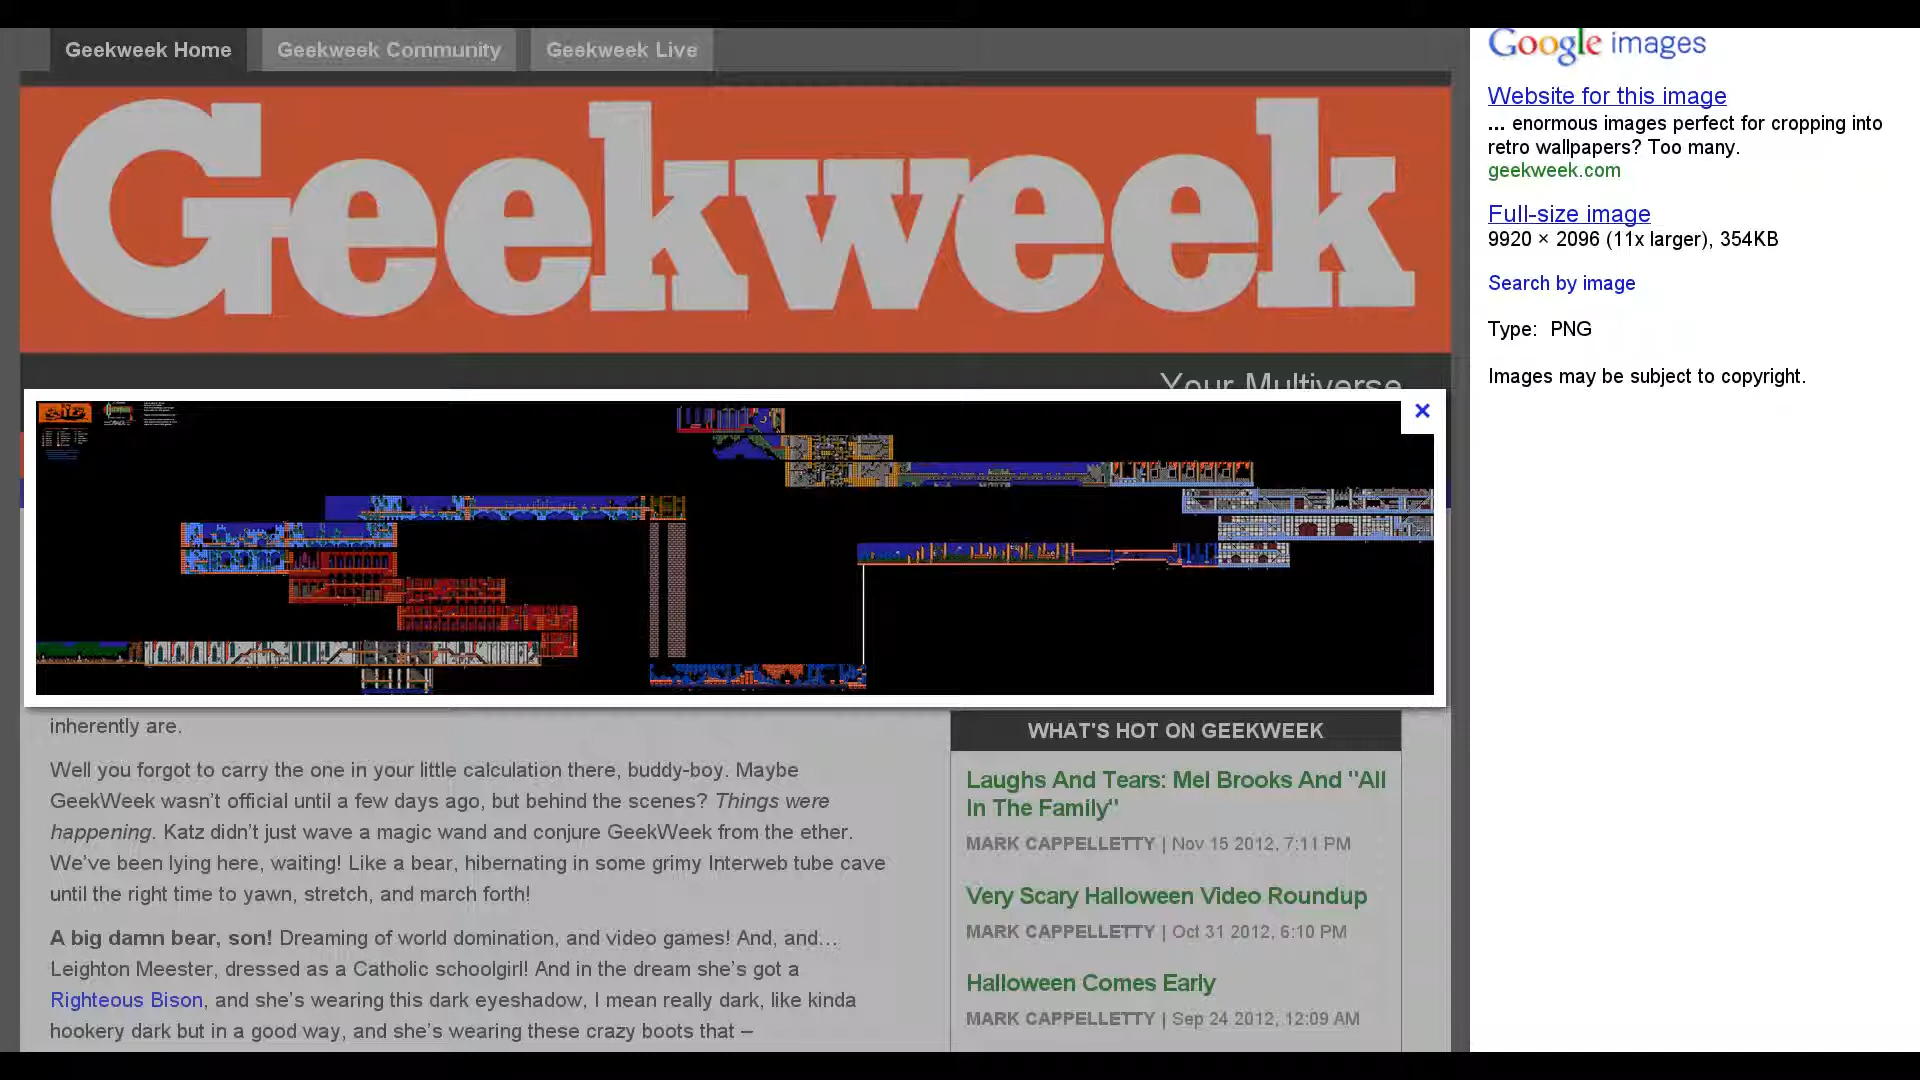 Geekweek Home
Geekweek Community
Geekweek Live
Geekweek
Your Multiverse
inherently are.
Well you forgot to carry the one in your little calculation there, buddy-boy. Maybe
GeekWeek wasn't official until a few days ago, but behind the scenes? Things were
happening. Katz didn't just wave a magic wand and conjure GeekWeek from the ether.
We've been lying here, waiting! Like a bear, hibernating in some grimy Interweb tube cave
until the right time to yawn, stretch, and march forth!
A big damn bear, son! Dreaming of world domination, and video games! And, and…
Leighton Meester, dressed as a Catholic schoolgirl! And in the dream she's got a
Righteous Bison, and she's wearing this dark eyeshadow, I mean really dark, like kinda
hookery dark but in a good way, and she's wearing these crazy boots that –
WHAT'S HOT ON GEEKWEEK
Laughs And Tears: Mel Brooks And "All
In The Family"
MARK CAPPELLETTY | Nov 15 2012, 7:11 PM
Very Scary Halloween Video Roundup
MARK CAPPELLETTY | Oct 31 2012, 6:10 PM
Halloween Comes Early
MARK CAPPELLETTY | Sep 24 2012, 12:09 AM
Google images
Website for this image
... enormous images perfect for cropping into
retro wallpapers? Too many.
geekweek.com
Full-size image
9920 × 2096 (11x larger), 354KB
Search by image
Type: PNG
Images may be subject to copyright.